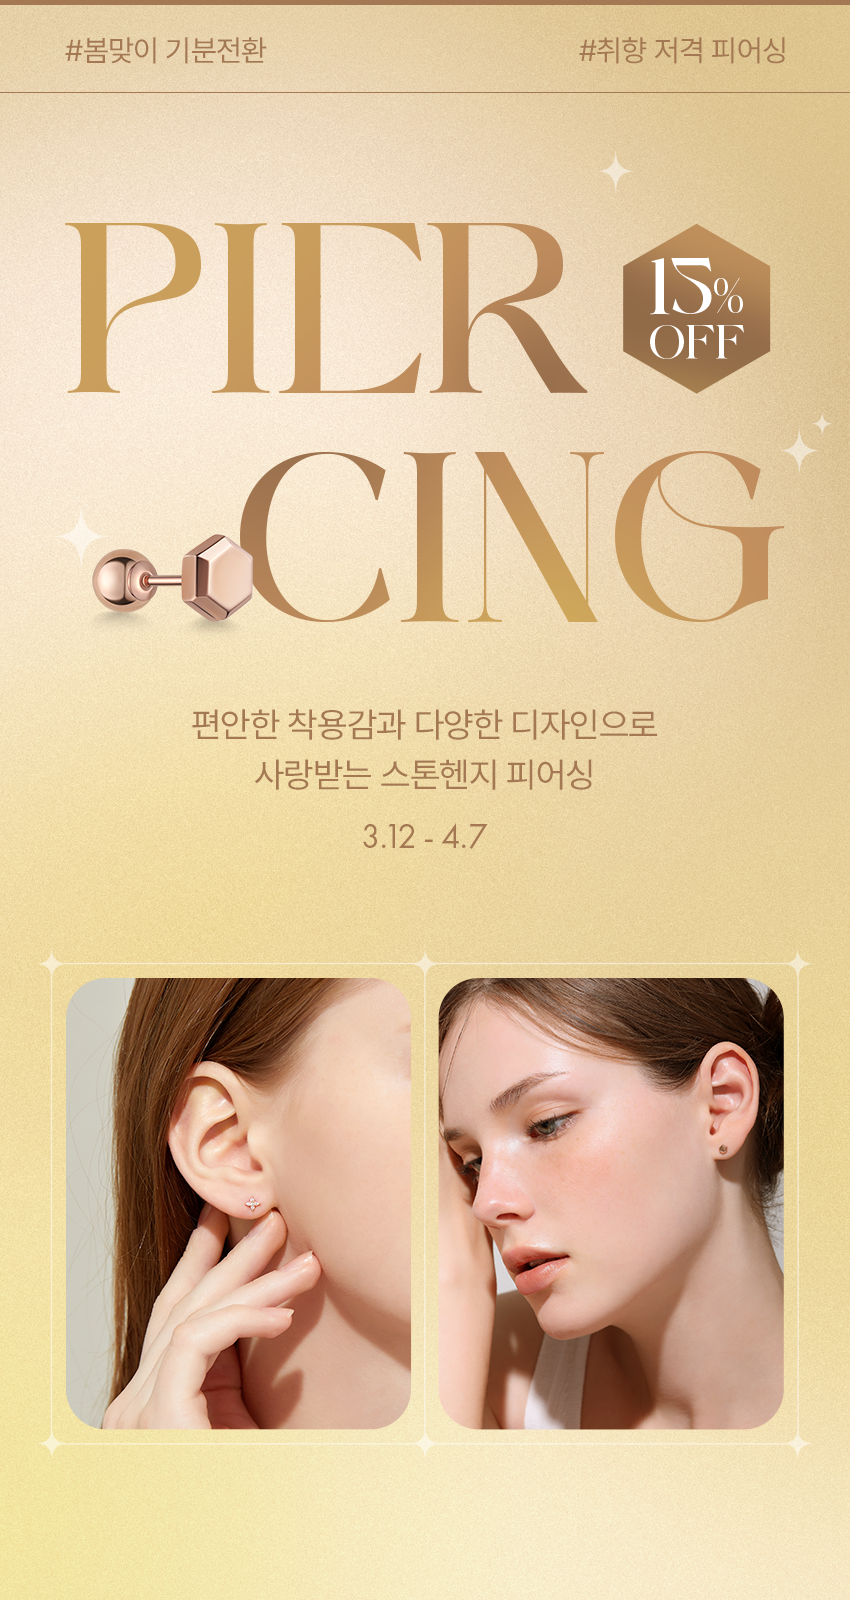 #봄맞이 기분전환
#취향 저격 피어싱
PIER
15%
OFF
CING
편안한 착용감과 다양한 디자인으로
사랑받는 스톤헨지 피어싱
3.12 - 4.7